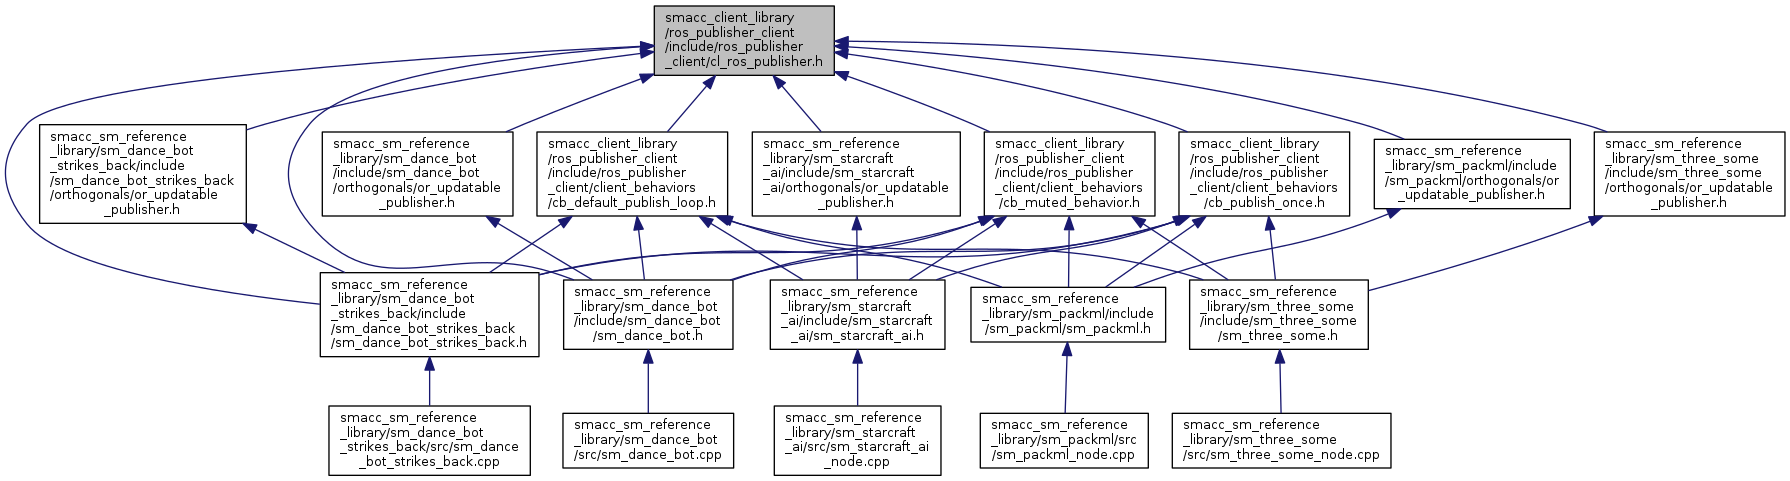 smacc_client_library
/ros_publisher_client
/include/ros_publisher
_client/cl_ros_publisher.h
smacc_sm_reference
_library/sm_dance_bot
_strikes_back/include
/sm_dance_bot_strikes_back
/orthogonals/or_updatable
_publisher.h
smacc_sm_reference
_library/sm_dance_bot
/include/sm_dance_bot
/orthogonals/or_updatable
_publisher.h
smacc_client_library
/ros_publisher_client
/include/ros_publisher
_client/client_behaviors
/cb_default_publish_loop.h
smacc_sm_reference
_library/sm_starcraft
_ai/include/sm_starcraft
_ai/orthogonals/or_updatable
_publisher.h
smacc_client_library
/ros_publisher_client
/include/ros_publisher
_client/client_behaviors
/cb_muted_behavior.h
smacc_client_library
/ros_publisher_client
/include/ros_publisher
_client/client_behaviors
/cb_publish_once.h
smacc_sm_reference
_library/sm_packml/include
/sm_packml/orthogonals/or
_updatable_publisher.h
smacc_sm_reference
_library/sm_three_some
/include/sm_three_some
/orthogonals/or_updatable
_publisher.h
smacc_sm_reference
_library/sm_dance_bot
_strikes_back/include
/sm_dance_bot_strikes_back
/sm_dance_bot_strikes_back.h
smacc_sm_reference
_library/sm_dance_bot
/include/sm_dance_bot
/sm_dance_bot.h
smacc_sm_reference
_library/sm_starcraft
_ai/include/sm_starcraft
_ai/sm_starcraft_ai.h
smacc_sm_reference
_library/sm_packml/include
/sm_packml/sm_packml.h
smacc_sm_reference
_library/sm_three_some
/include/sm_three_some
/sm_three_some.h
smacc_sm_reference
_library/sm_dance_bot
_strikes_back/src/sm_dance
_bot_strikes_back.cpp
smacc_sm_reference
_library/sm_dance_bot
/src/sm_dance_bot.cpp
smacc_sm_reference
_library/sm_starcraft
_ai/src/sm_starcraft_ai
_node.cpp
smacc_sm_reference
_library/sm_packml/src
/sm_packml_node.cpp
smacc_sm_reference
_library/sm_three_some
/src/sm_three_some_node.cpp